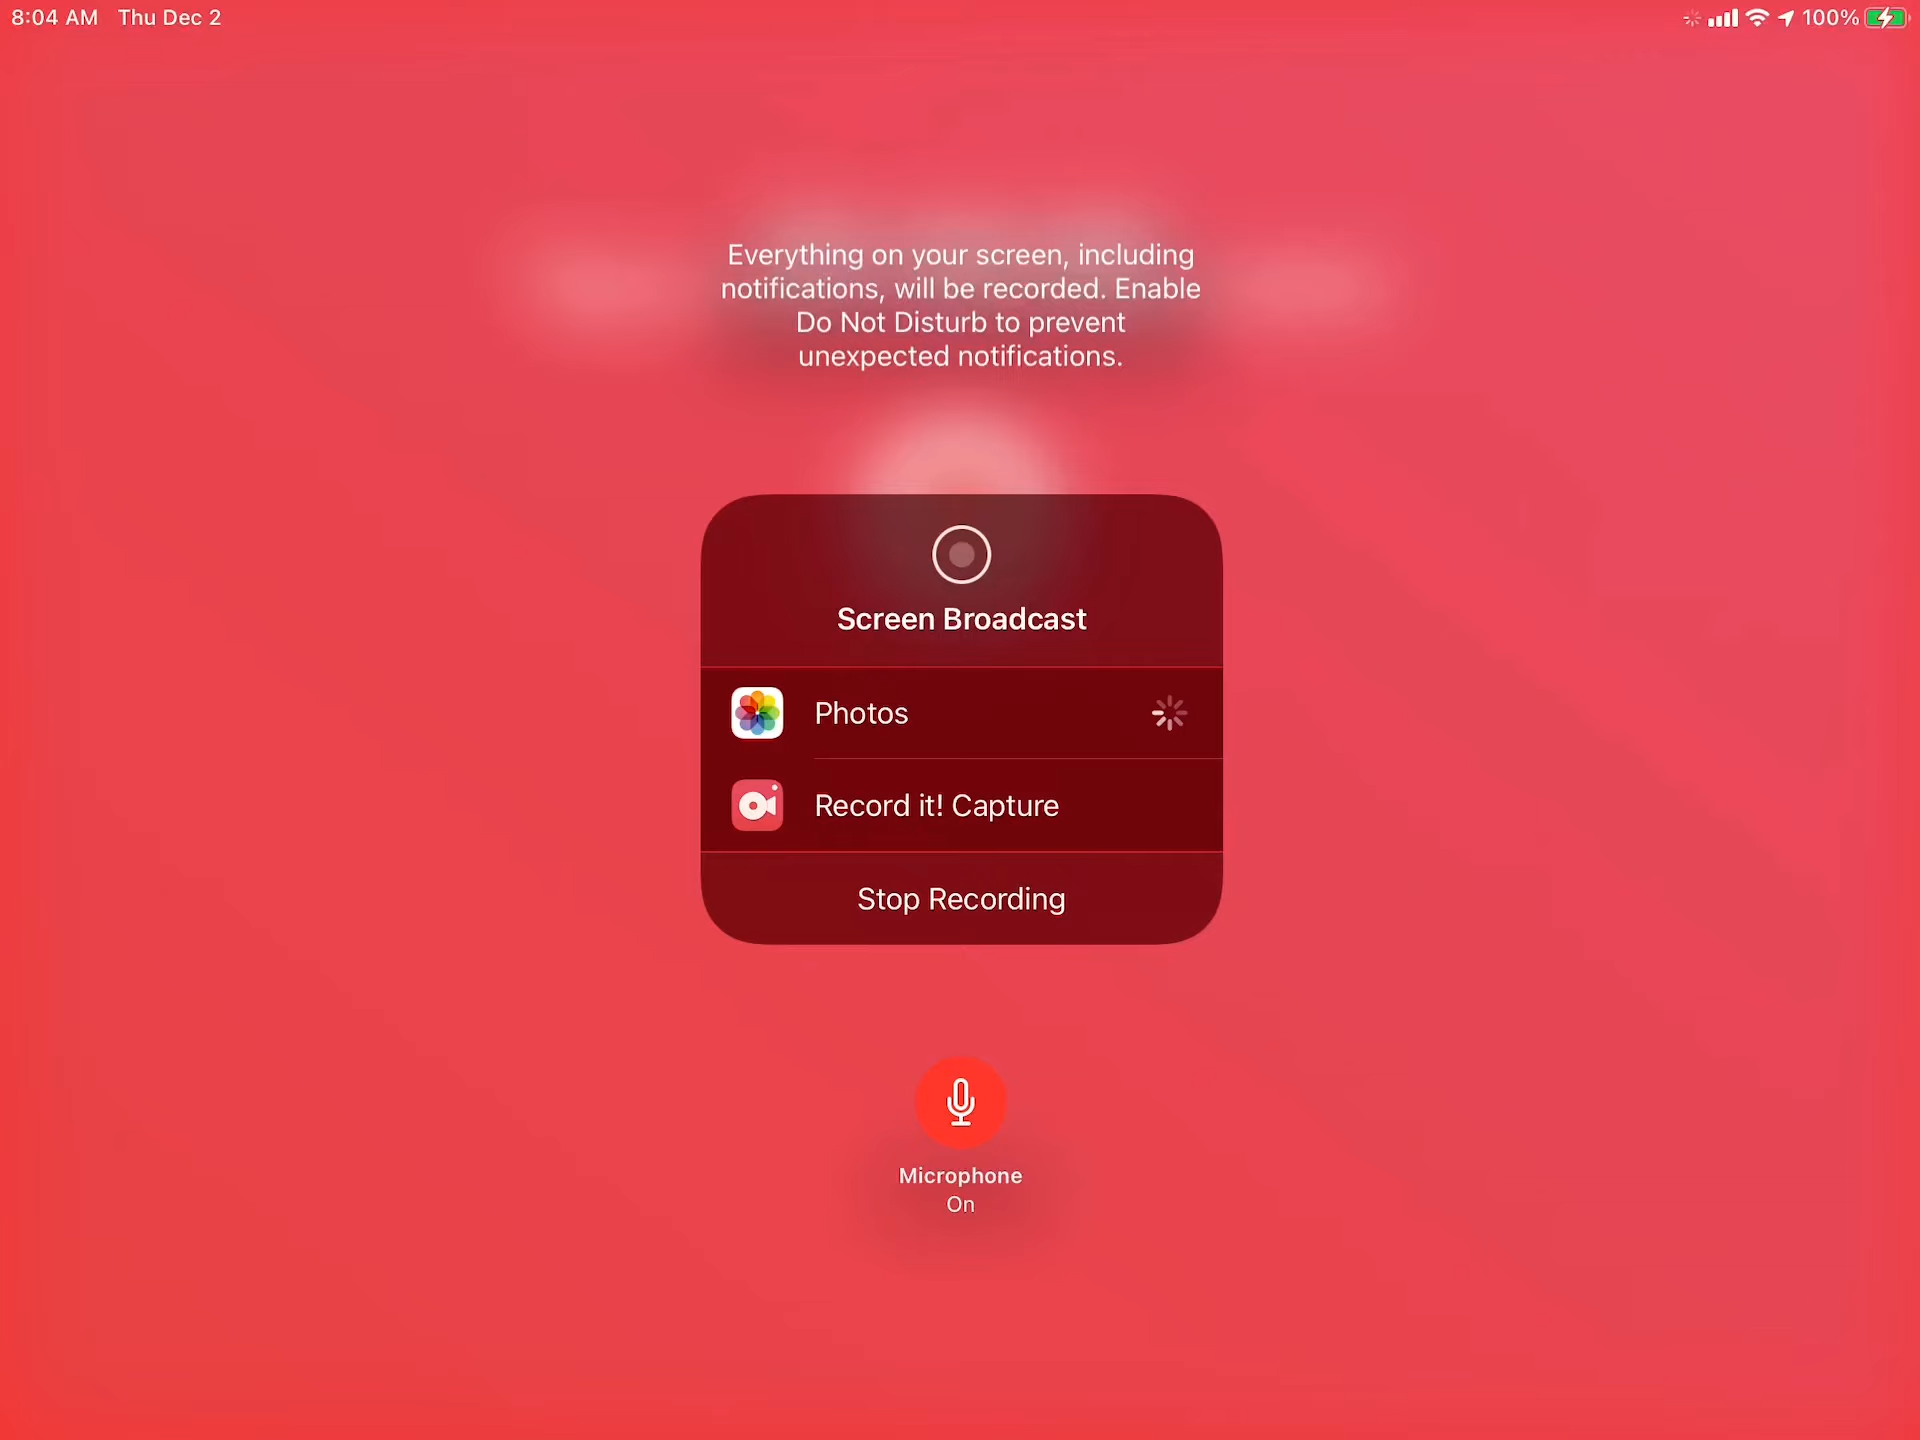 8:04 AM Thu Dec 2
100%
Everything on your screen, including
notifications, will be recorded. Enable
Do Not Disturb to prevent
unexpected notifications.
Screen Broadcast
Photos
Record it! Capture
Stop Recording
Microphone
On